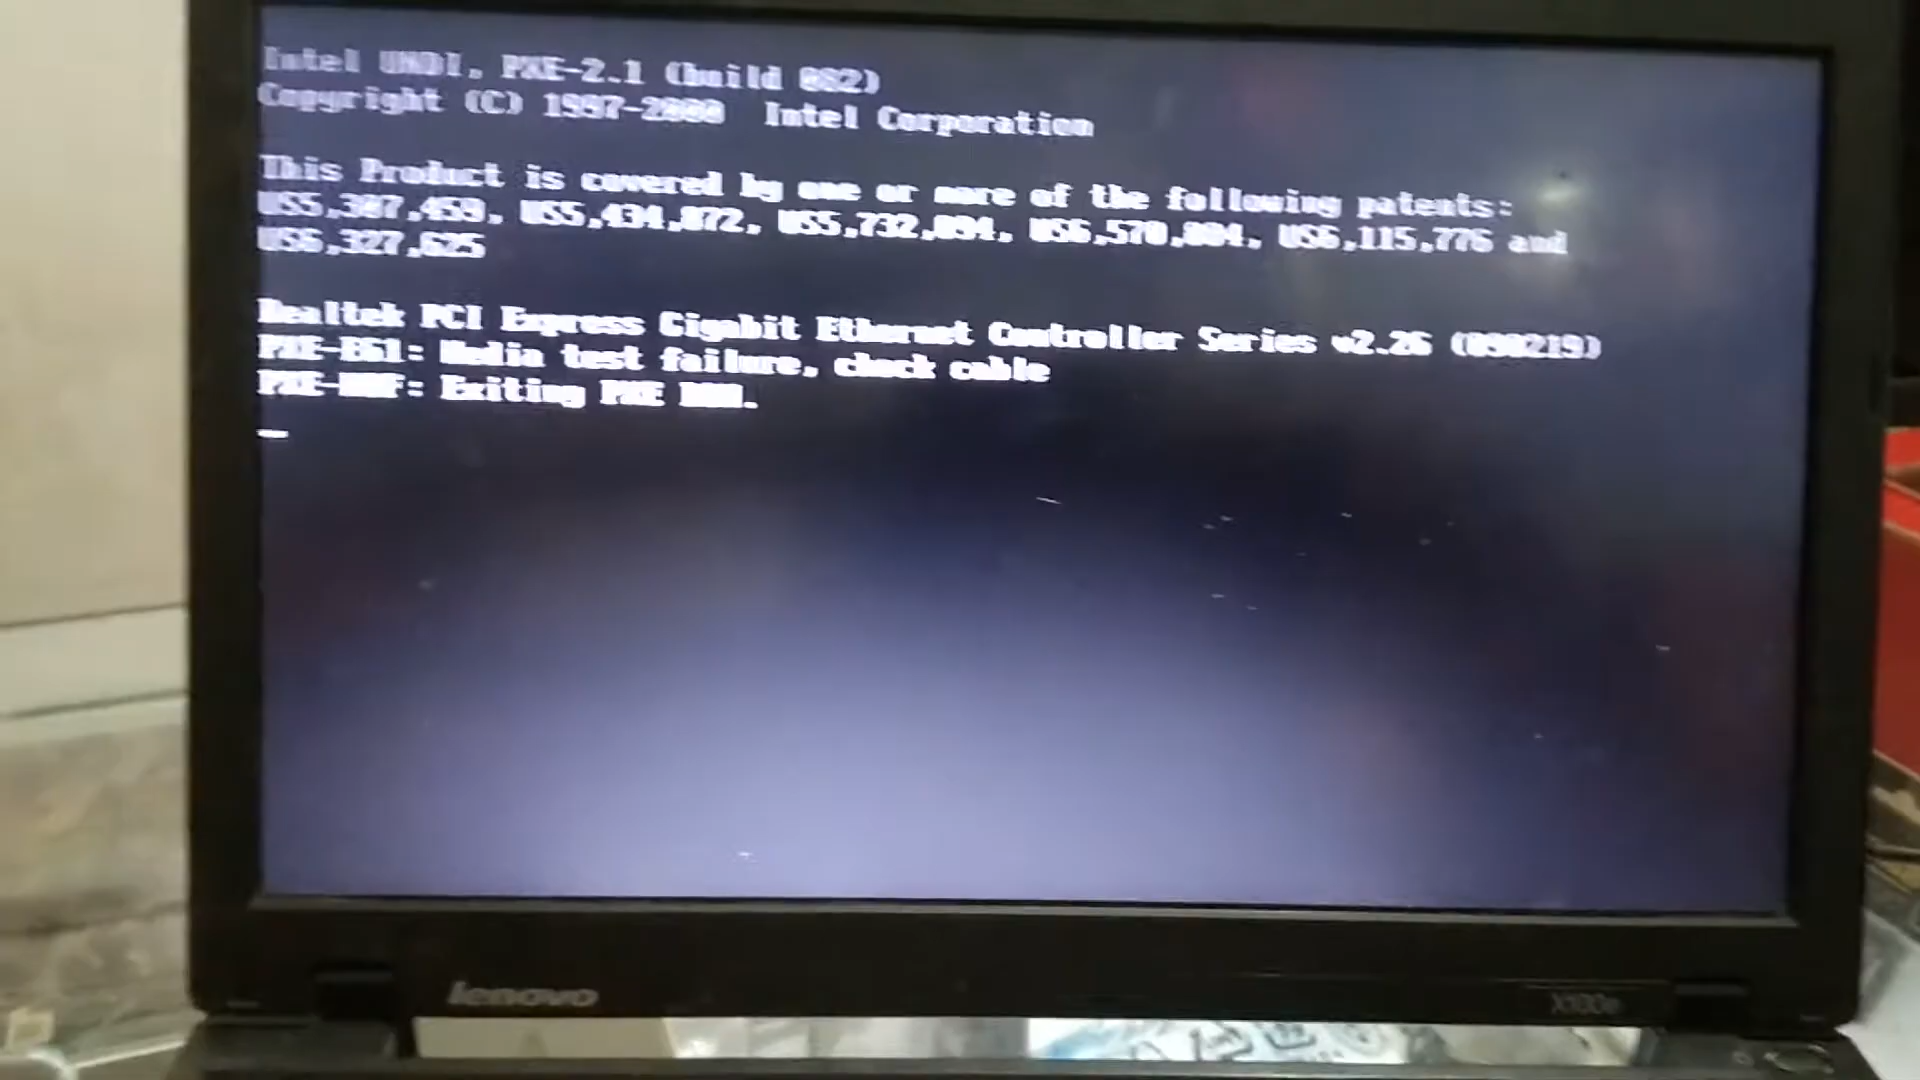 Intel UNDI, PXE-2.1 (build 082)
Copyright (C) 1997-2000 Intel Corporation
This Product is covered by one or more of the following patents:
US5,307,459, US5,434,872, US5,732,094, US6,570,884, US6,115,776 and
US6,327,625
Realtek PCI Express Gigabit Ethernet Controller Series v2.26 (090219)
PXE-E61: Media test failure, check cable
PXE-M0F: Exiting PXE ROM.
lenovo
X100e